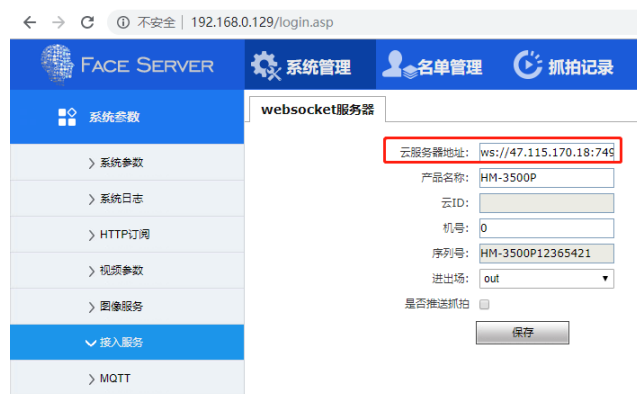 不安全 | 192.168.0.129/login.asp
FACE SERVER
系统管理
名单管理
抓拍记录
系统参数
websocket服务器
云服务器地址: ws://47.115.170.18:749
系统参数
产品名称: HM-3500P
系统日志
云ID:
HTTP订阅
机号: 0
序列号: HM-3500P12365421
视频参数
进出场: out
图像服务
是否推送抓拍
接入服务
保存
MQTT